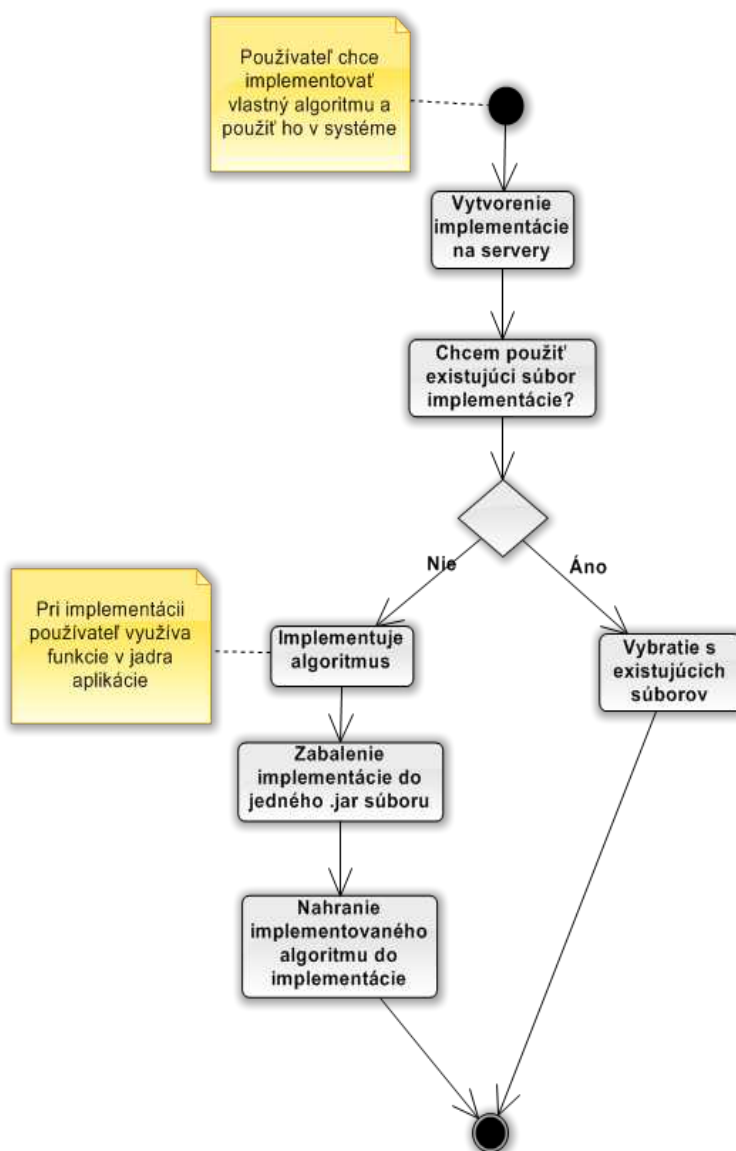 Používateľ chce
implementovať
vlastný algoritmu a
použiť ho v systéme
Vytvorenie
implementácie
na servery
Chcem použiť
existujúci súbor
implementácie?
Nie
Áno
Pri implementácii
používateľ využíva
funkcie v jadra
aplikácie
Implementuje
algoritmus
Vybratie s
existujúcich
súborov
Zabalenie
implementácie do
jedného .jar súboru
Nahranie
implementovaného
algoritmu do
implementácie